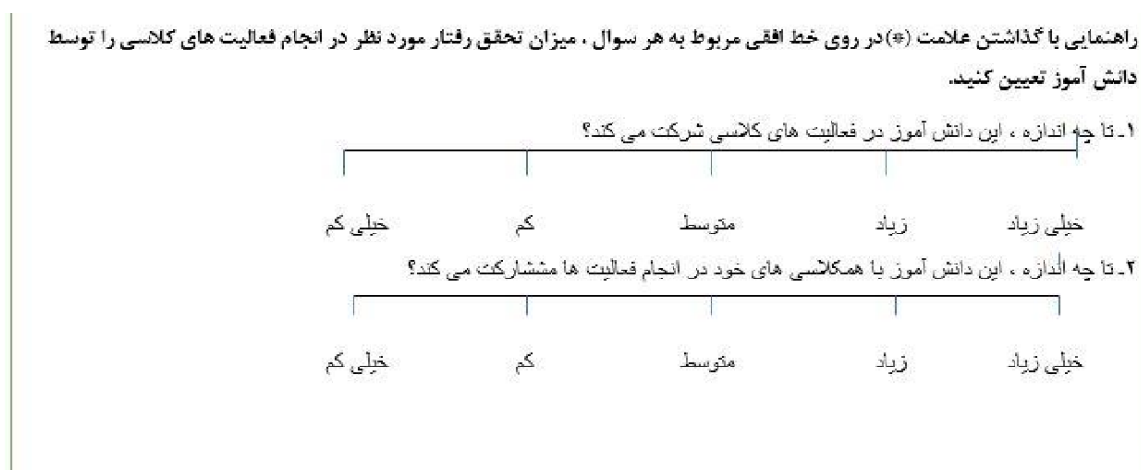 راهنمایی با گذاشتن علامت (*)در روی خط افقی مربوط به هر سوال ، میزان تحقق رفتار مورد نظر در انجام فعالیت های کلاسی را توسط
دانش آموز تعیین کنید.
۱ـ تا چه اندازه ، این دانش آموز در فعالیت های کلاسی شرکت می کند؟
خیلی زیاد زیاد متوسط کم خیلی کم
۲ـ تا چه اندازه ، این دانش آموز با همکلاسی های خود در انجام فعالیت ها مششارکت می کند؟
خیلی زیاد زیاد متوسط کم خیلی کم